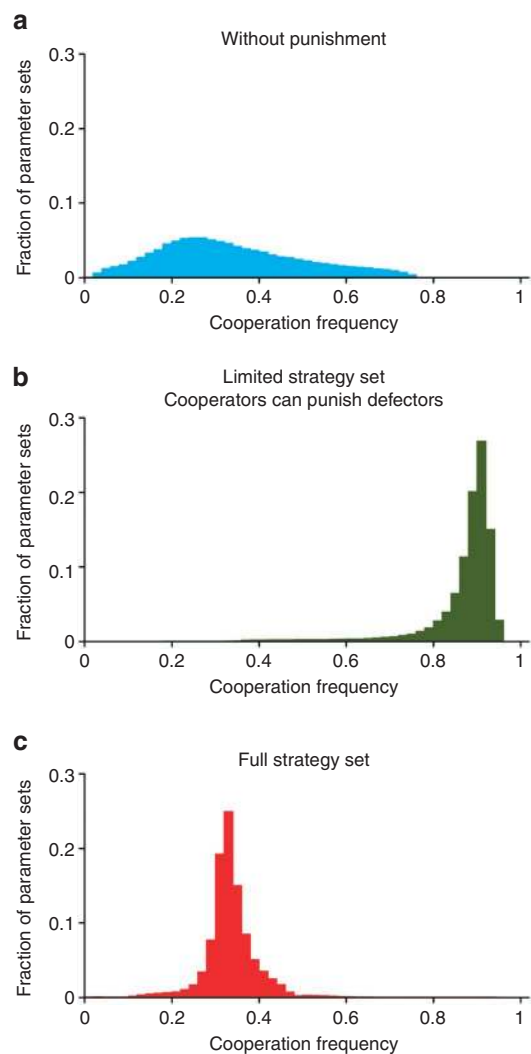 a
Without punishment
0.3
0.2
0.1
0
Fraction of parameter sets
0 0.2 0.4 0.6 0.8 1
Cooperation frequency
b
Limited strategy set
Cooperators can punish defectors
0.3
0.2
0.1
0
Fraction of parameter sets
0 0.2 0.4 0.6 0.8 1
Cooperation frequency
c
Full strategy set
0.3
0.2
0.1
0
Fraction of parameter sets
0 0.2 0.4 0.6 0.8 1
Cooperation frequency